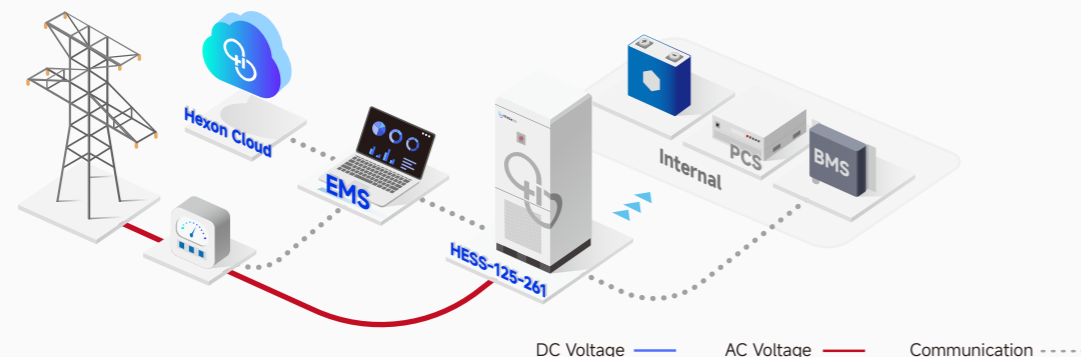 Hexon Cloud
EMS
HESS-125-261
Internal
PCS
BMS
DC Voltage
AC Voltage
Communication